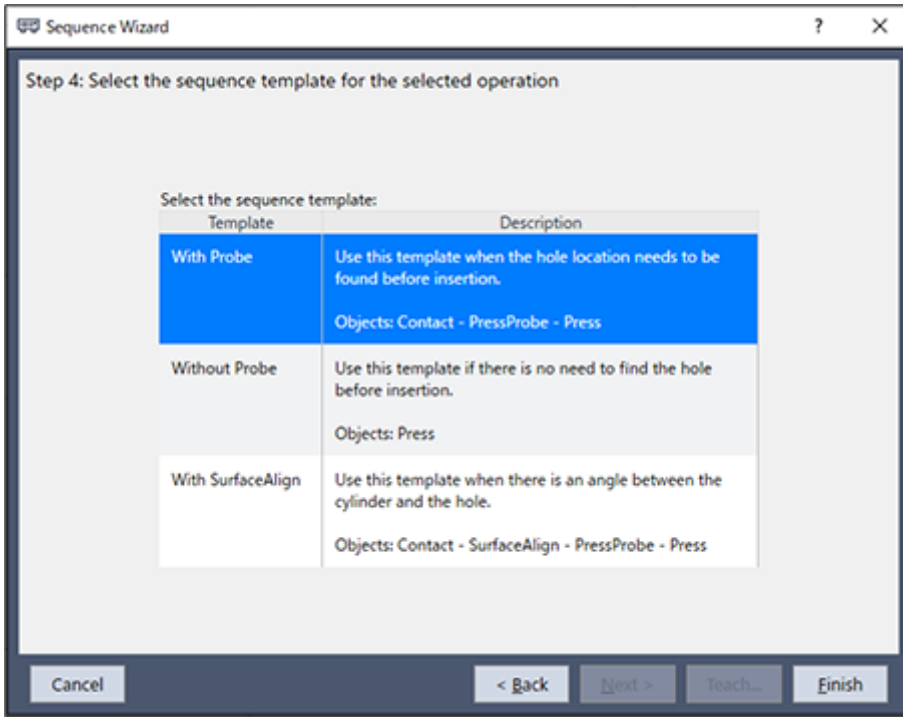 Sequence Wizard
?
Step 4: Select the sequence template for the selected operation
Select the sequence template:
Template Description
With Probe Use this template when the hole location needs to be
found before insertion.
Objects: Contact - PressProbe - Press
Without Probe Use this template if there is no need to find the hole
before insertion.
Objects: Press
With SurfaceAlign Use this template when there is an angle between the
cylinder and the hole.
Objects: Contact - SurfaceAlign - PressProbe - Press
Cancel < Back Next > Teach... Finish